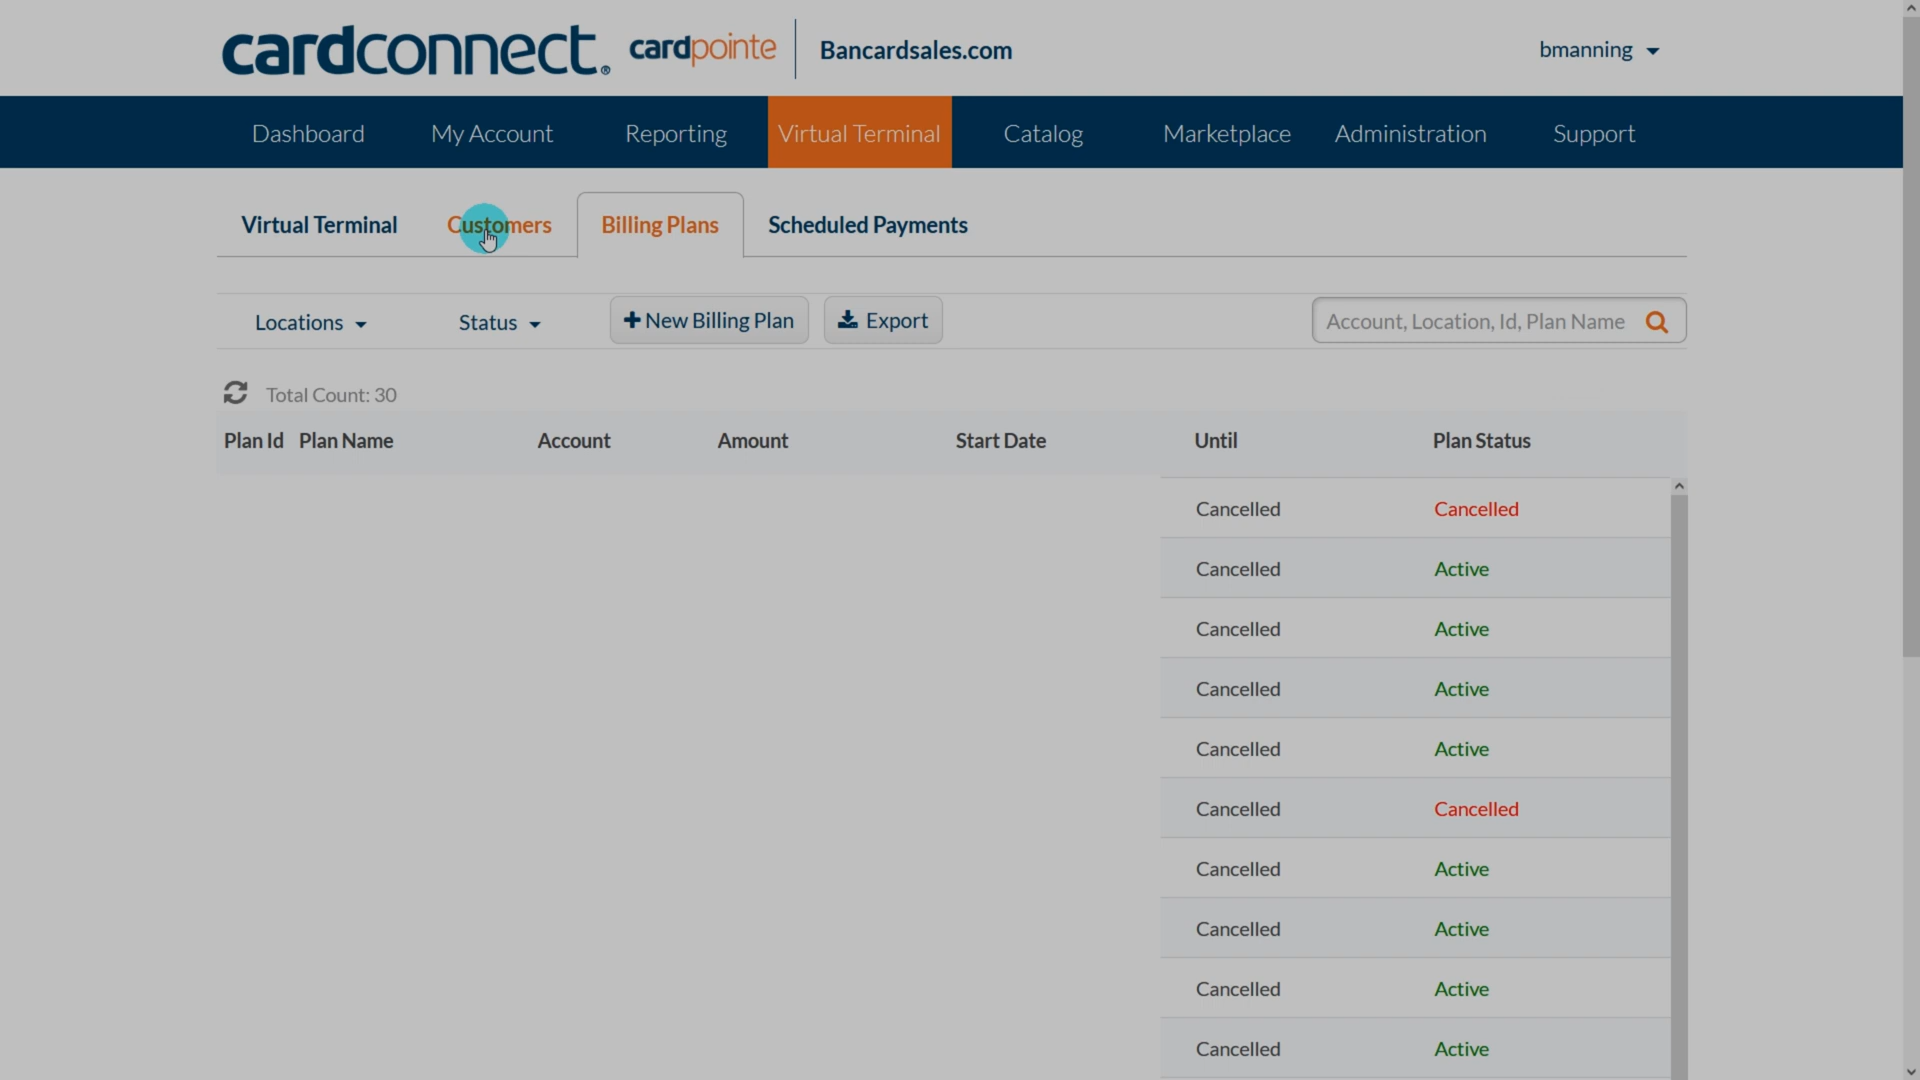 cardconnect® cardpointe Bancardsales.com bmanning
Dashboard My Account Reporting Virtual Terminal Catalog Marketplace Administration Support
Virtual Terminal Customers Billing Plans Scheduled Payments
Locations Status New Billing Plan Export Account, Location, Id, Plan Name
Total Count: 30
Plan Id Plan Name Account Amount Start Date Until Plan Status
Cancelled Cancelled
Cancelled Active
Cancelled Active
Cancelled Active
Cancelled Active
Cancelled Cancelled
Cancelled Active
Cancelled Active
Cancelled Active
Cancelled Active